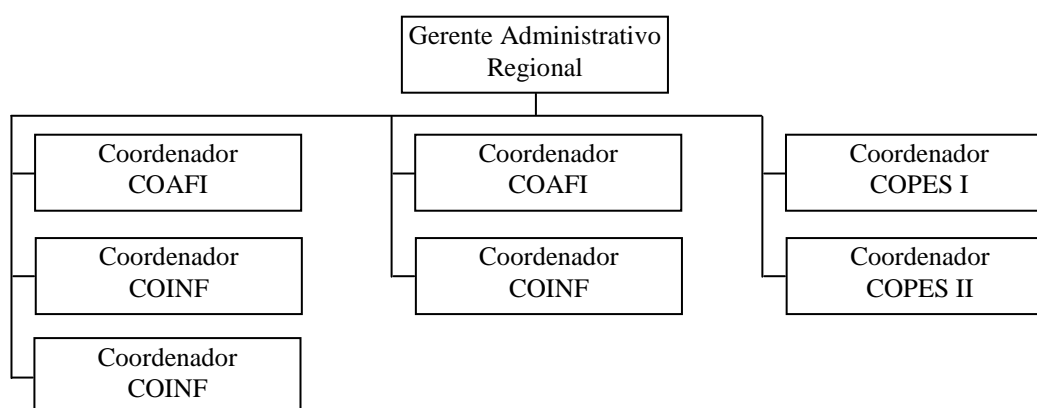 Gerente Administrativo
Regional
Coordenador
COAFI
Coordenador
COAFI
Coordenador
COPES I
Coordenador
COINF
Coordenador
COINF
Coordenador
COPES II
Coordenador
COINF